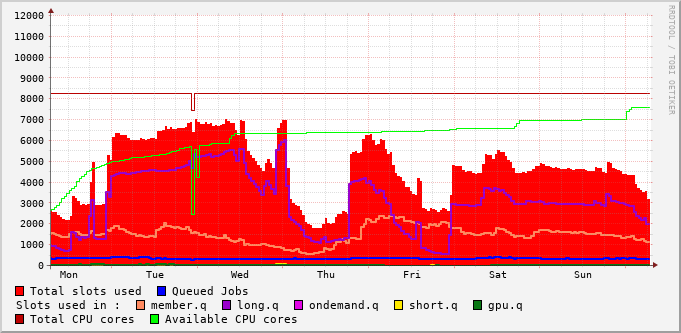 12000
11000
10000
9000
8000
7000
6000
5000
4000
3000
2000
1000
0
Mon Tue Wed Thu Fri Sat Sun
RRDTOOL / TOBI OETIKER
Total slots used Queued Jobs
Slots used in : member.q long.q ondemand.q short.q gpu.q
Total CPU cores Available CPU cores